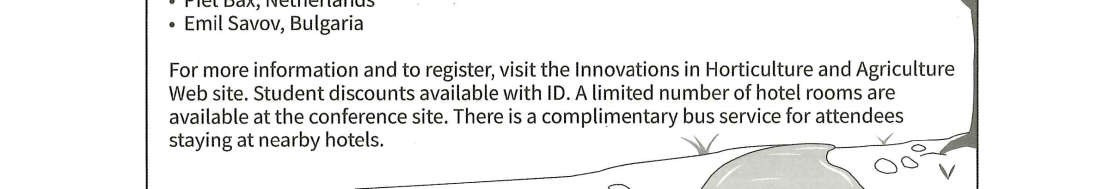 • Piet Bax, Netherlands
• Emil Savov, Bulgaria
For more information and to register, visit the Innovations in Horticulture and Agriculture
Web site. Student discounts available with ID. A limited number of hotel rooms are
available at the conference site. There is a complimentary bus service for attendees
staying at nearby hotels.